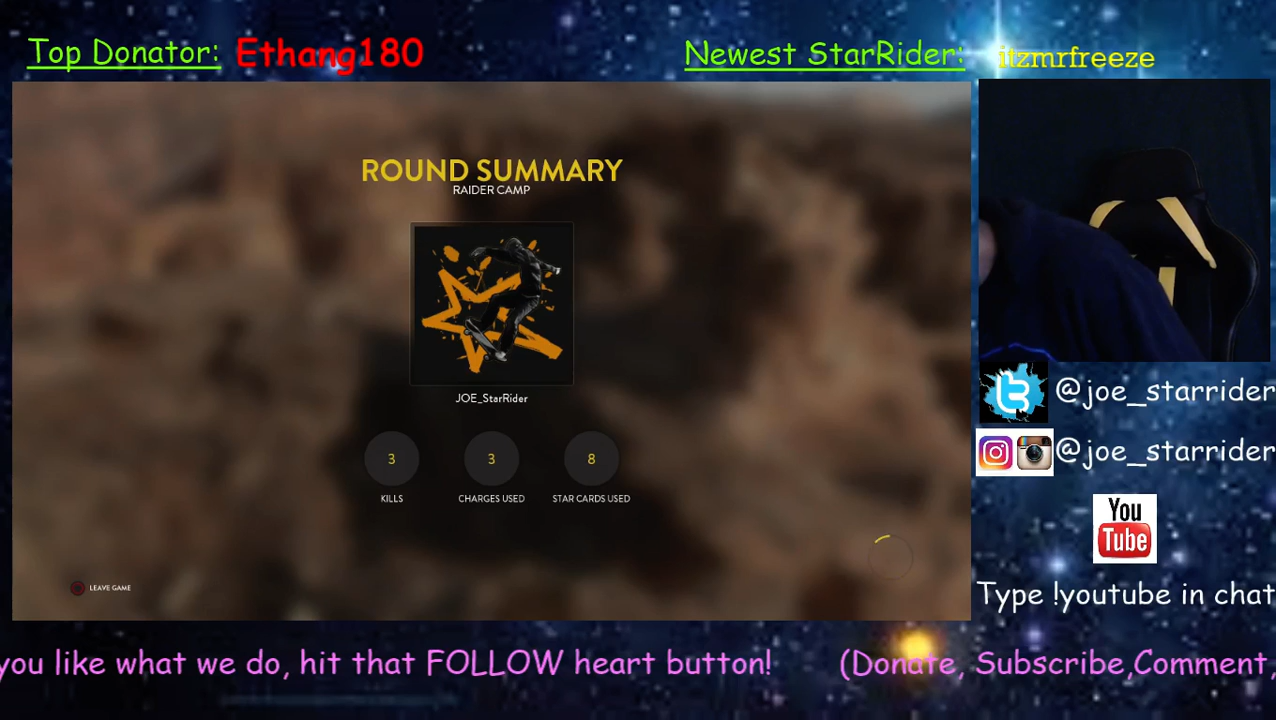 Top Donator: Ethang180
Newest StarRider: itzmrfreeze
ROUND SUMMARY
RAIDER CAMP
JOE_StarRider
3 3 8
KILLS CHARGES USED STAR CARDS USED
LEAVE GAME
@joe_starrider
@joe_starrider
You
Tube
Type !youtube in chat
you like what we do, hit that FOLLOW heart button! (Donate, Subscribe,Comment,